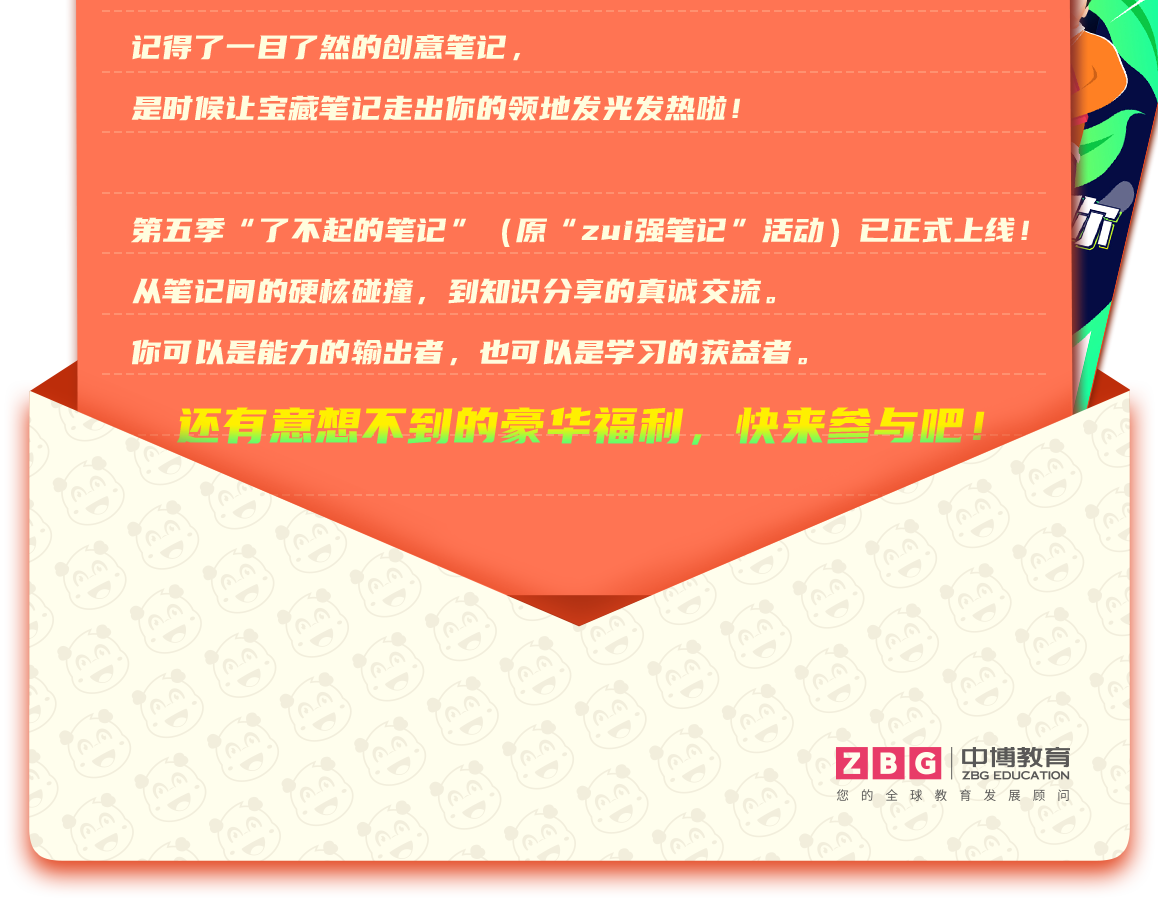 记得了一目了然的创意笔记，
是时候让宝藏笔记走出你的领地发光发热啦！
第五季“了不起的笔记”（原“zui强笔记”活动）已正式上线！
从笔记间的硬核碰撞，到知识分享的真诚交流。
你可以是能力的输出者，也可以是学习的获益者。
还有意想不到的豪华福利，快来参与吧！
你
ZBG 中博教育
ZBG EDUCATION
您的全球教育发展顾问